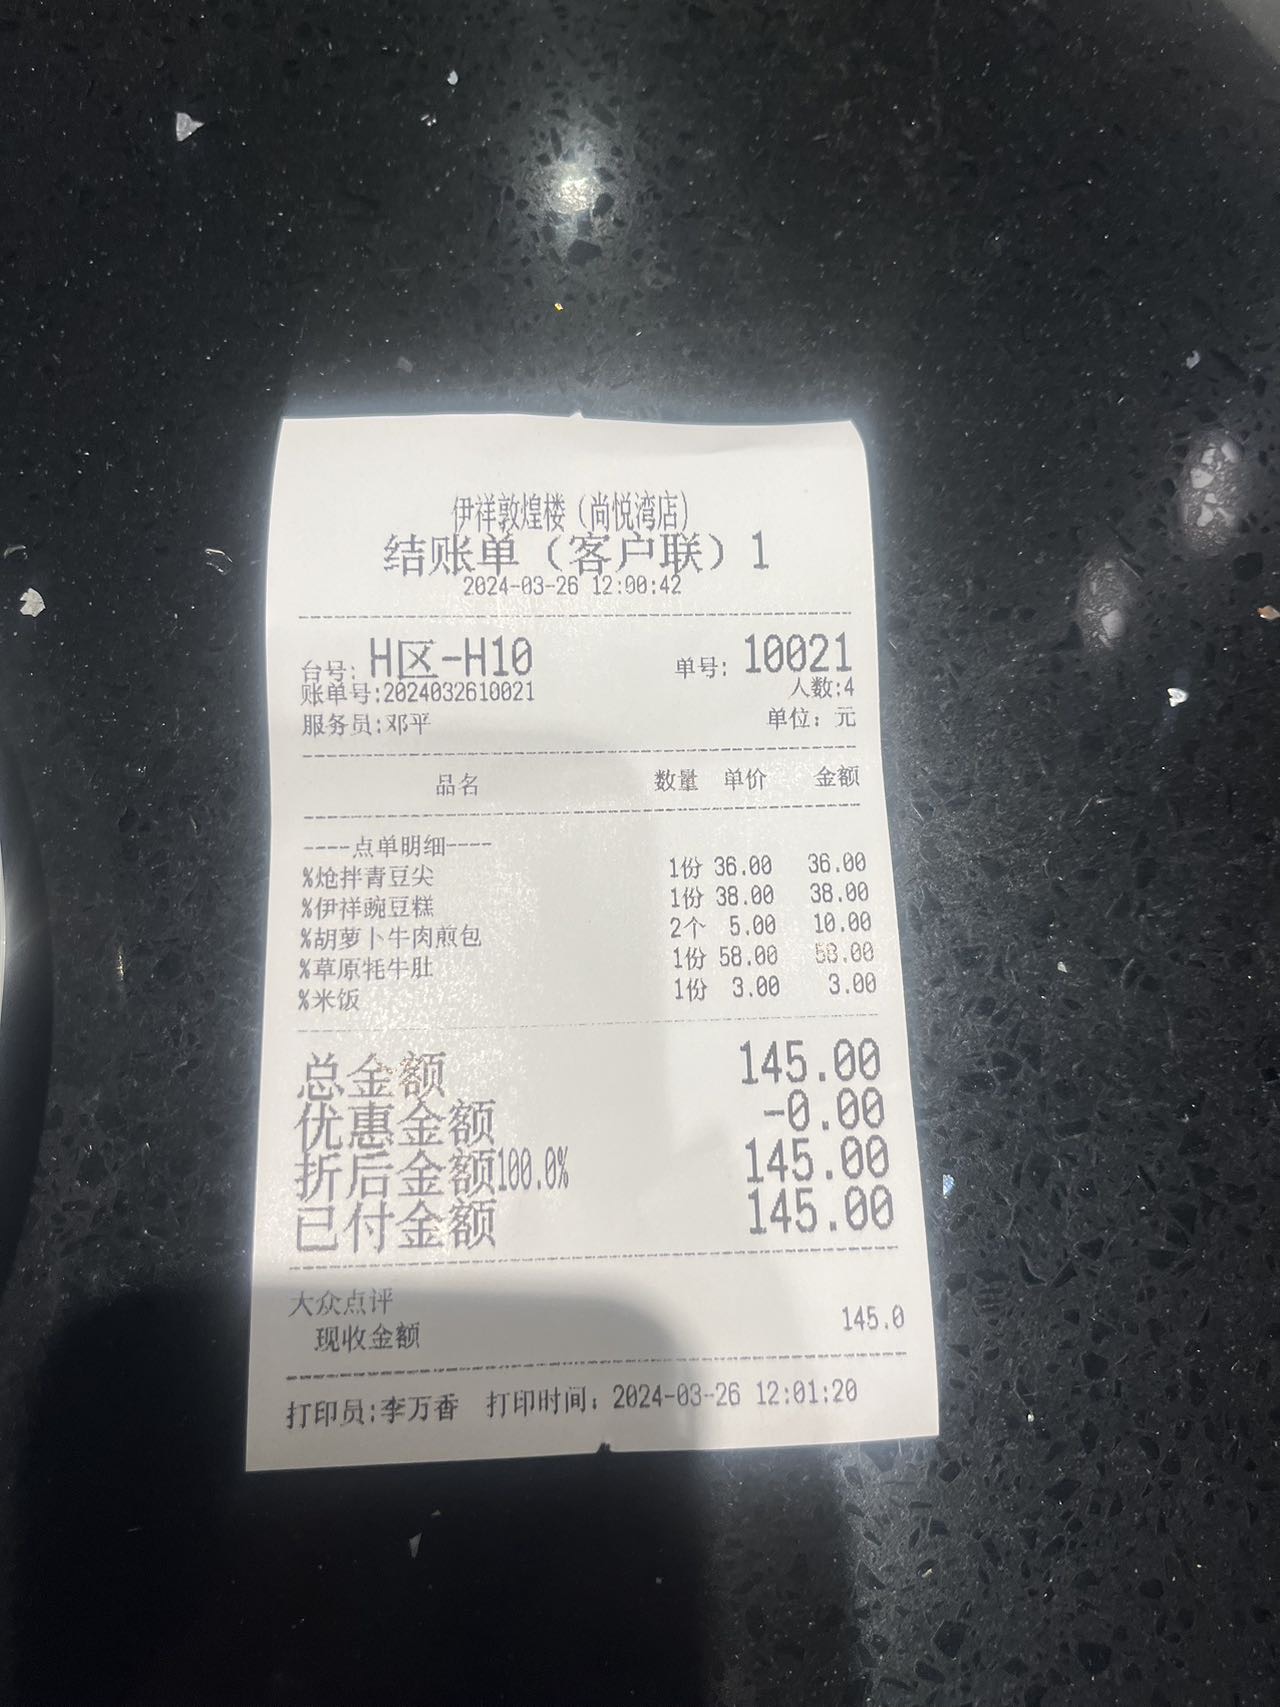 伊祥敦煌楼（尚悦湾店）
结账单（客户联）1
2024-03-26 12:00:42
台号: H区-H10 单号: 10021
账单号:2024032610021 人数:4
服务员:邓平 单位: 元
品名 数量 单价 金额
----点单明细----
%炝拌青豆尖 1份 36.00 36.00
%伊祥豌豆糕 1份 38.00 38.00
%胡萝卜牛肉煎包 2个 5.00 10.00
%草原牦牛肚 1份 58.00 58.00
%米饭 1份 3.00 3.00
总金额 145.00
优惠金额 -0.00
折后金额100.0% 145.00
已付金额 145.00
大众点评
现收金额 145.0
打印员:李万香 打印时间: 2024-03-26 12:01:20